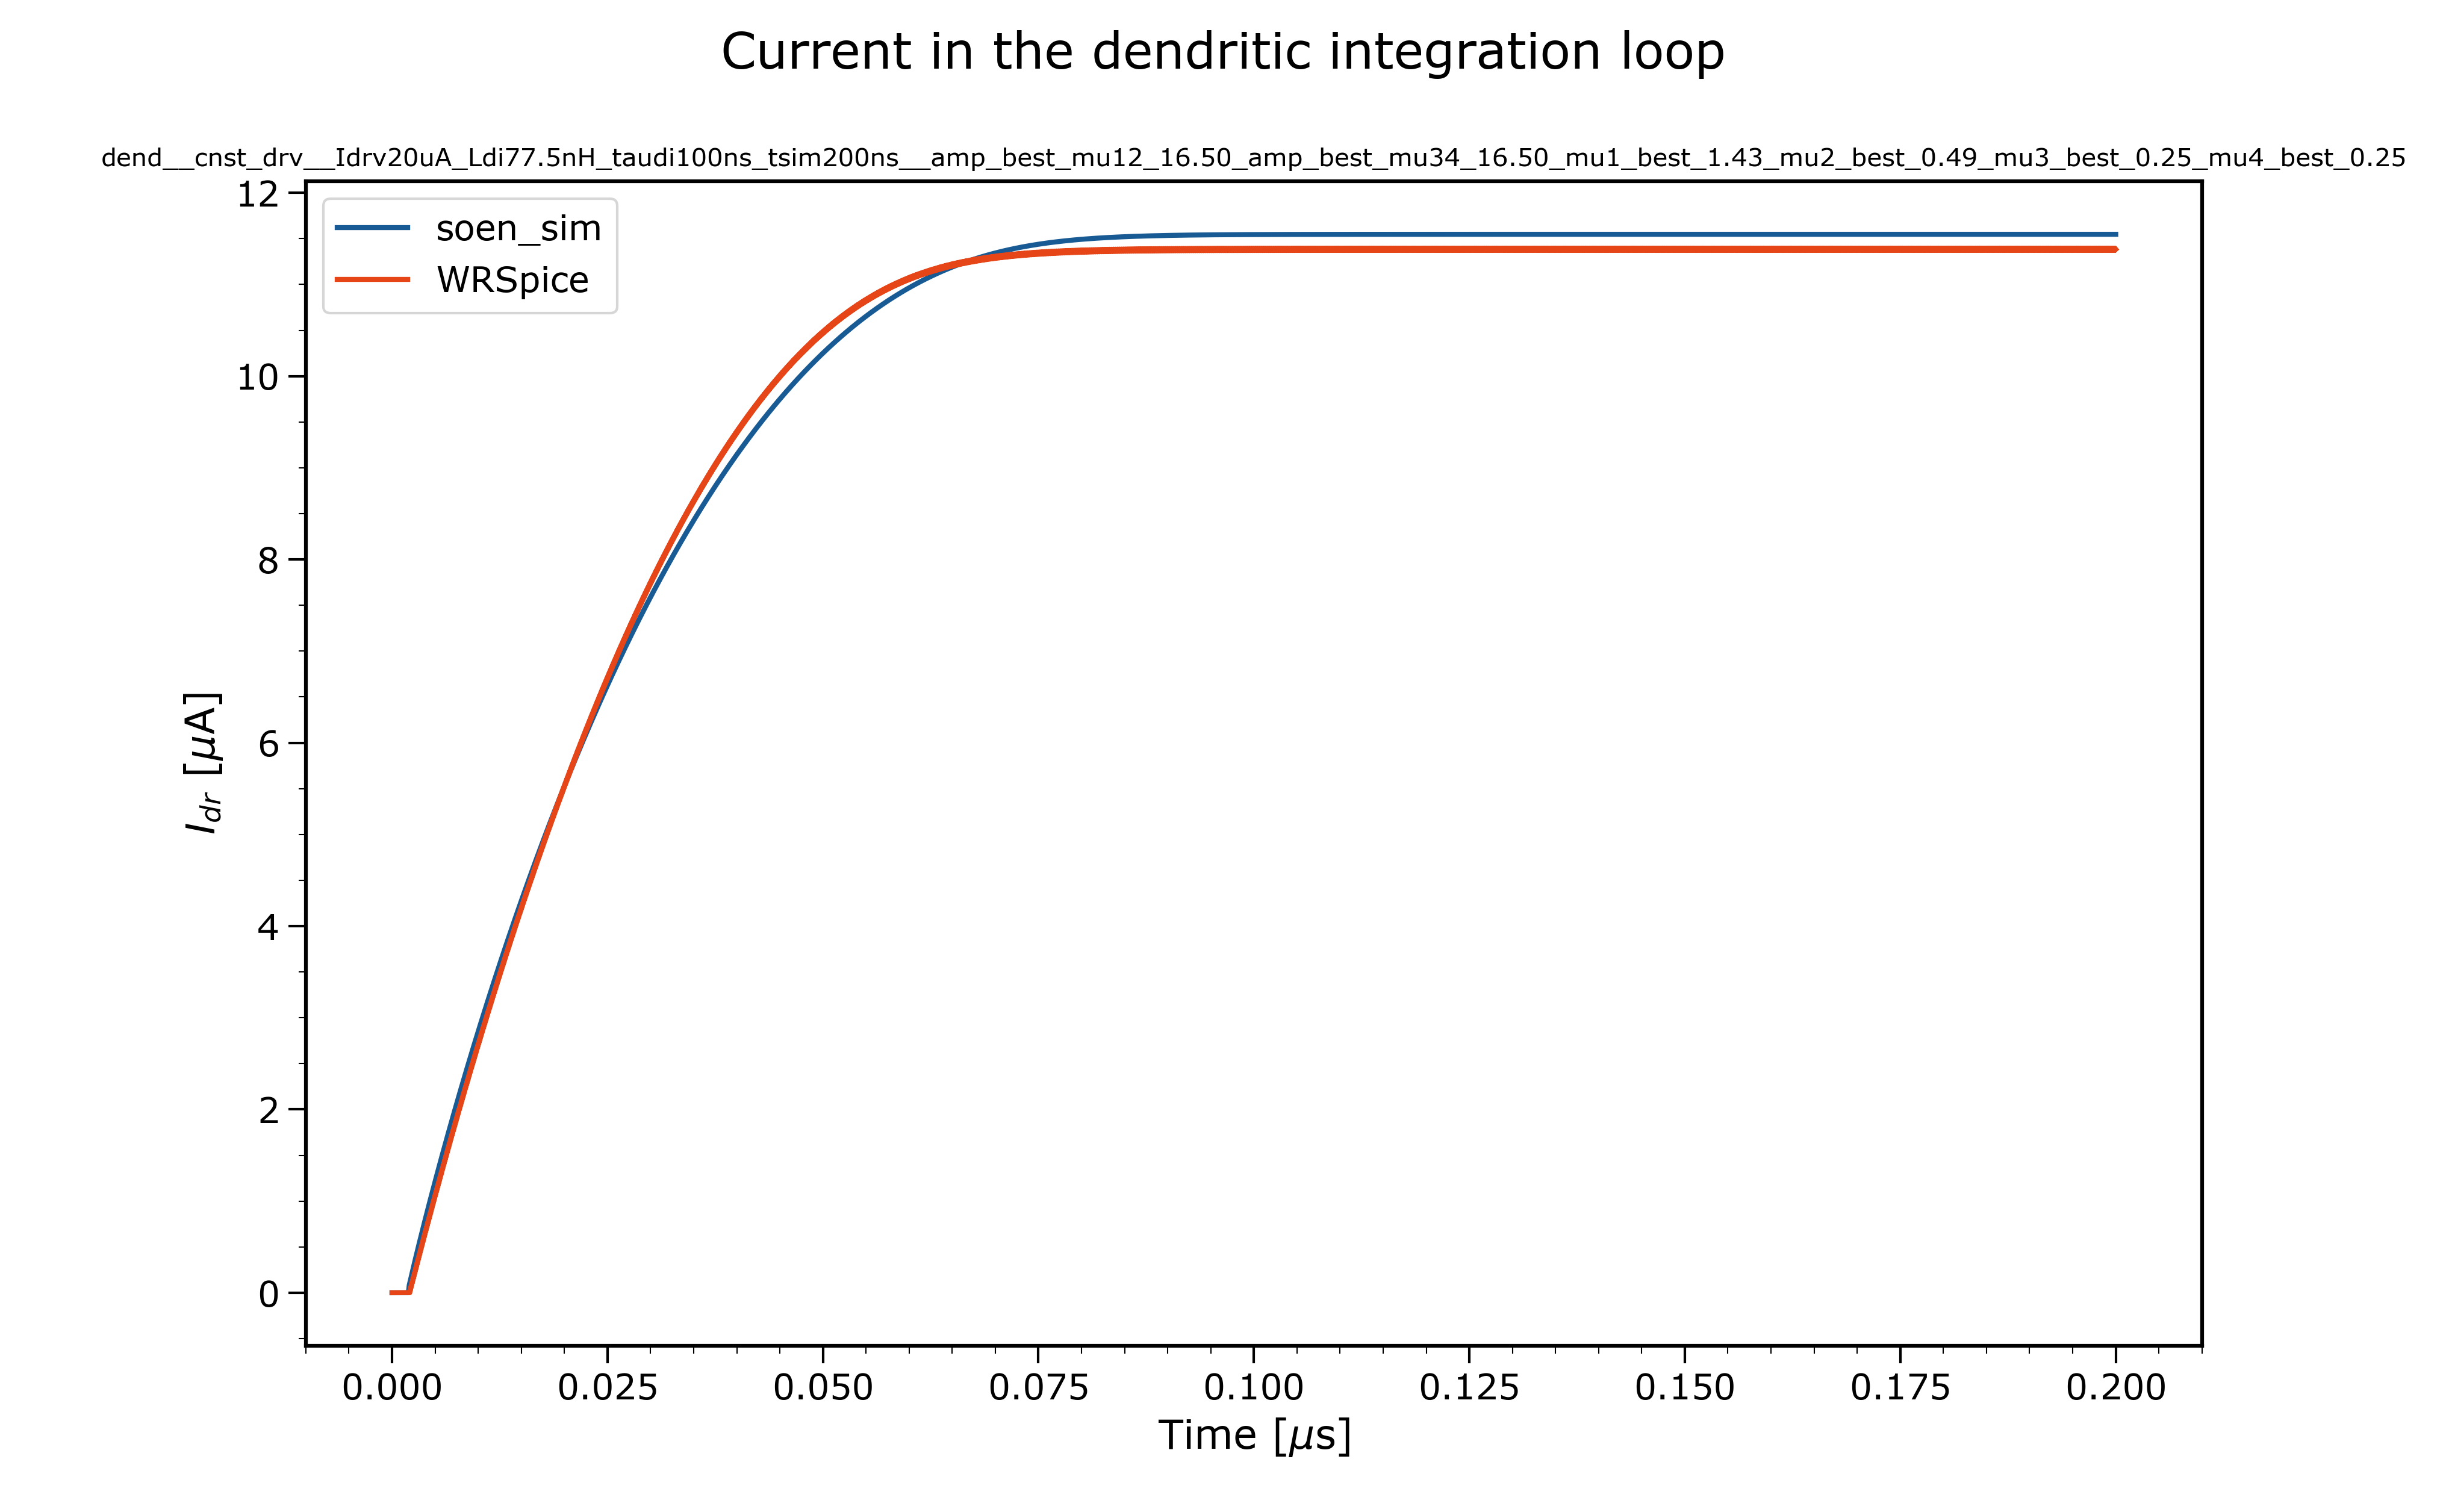 Current in the dendritic integration loop
dend__cnst_drv__Idrv20uA_Ldi77.5nH_taudi100ns_tsim200ns__amp_best_mu12_16.50_amp_best_mu34_16.50_mu1_best_1.43_mu2_best_0.49_mu3_best_0.25_mu4_best_0.25
soen_sim
WRSpice
12
10
8
6
4
2
0
I_dr [μA]
0.000 0.025 0.050 0.075 0.100 0.125 0.150 0.175 0.200
Time [μs]